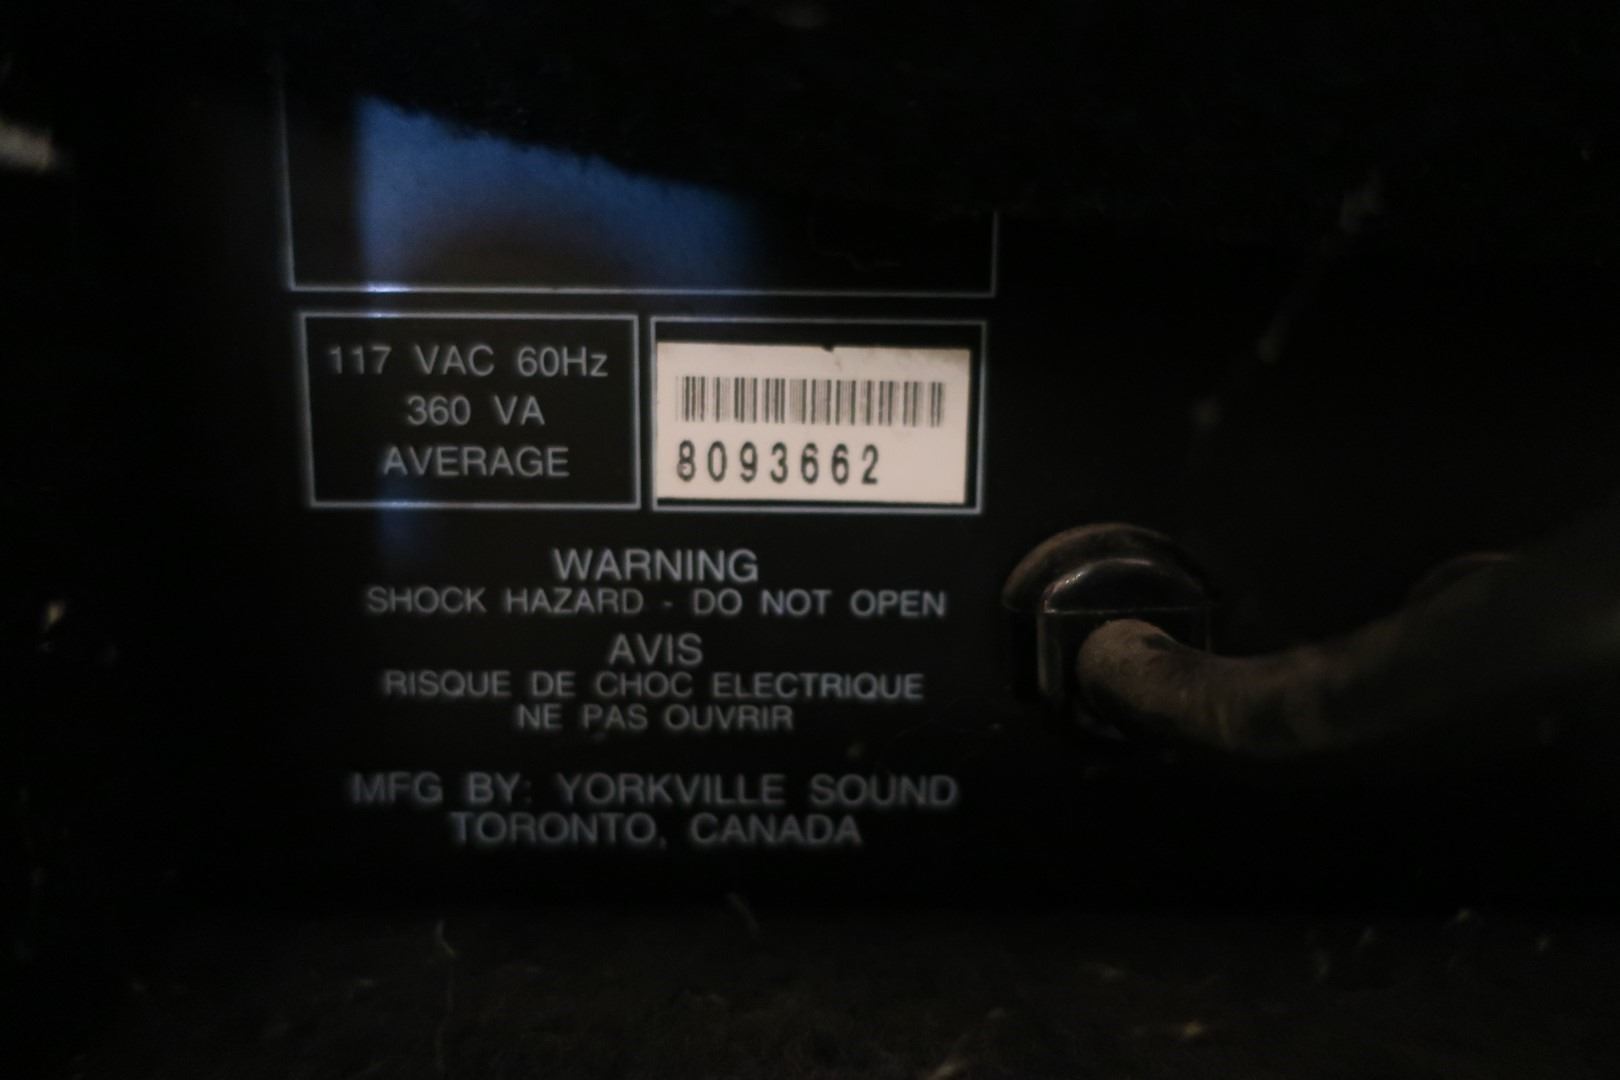 117 VAC 60Hz
360 VA
AVERAGE
8093662
WARNING
SHOCK HAZARD - DO NOT OPEN
AVIS
RISQUE DE CHOC ELECTRIQUE
NE PAS OUVRIR
MFG BY: YORKVILLE SOUND
TORONTO, CANADA